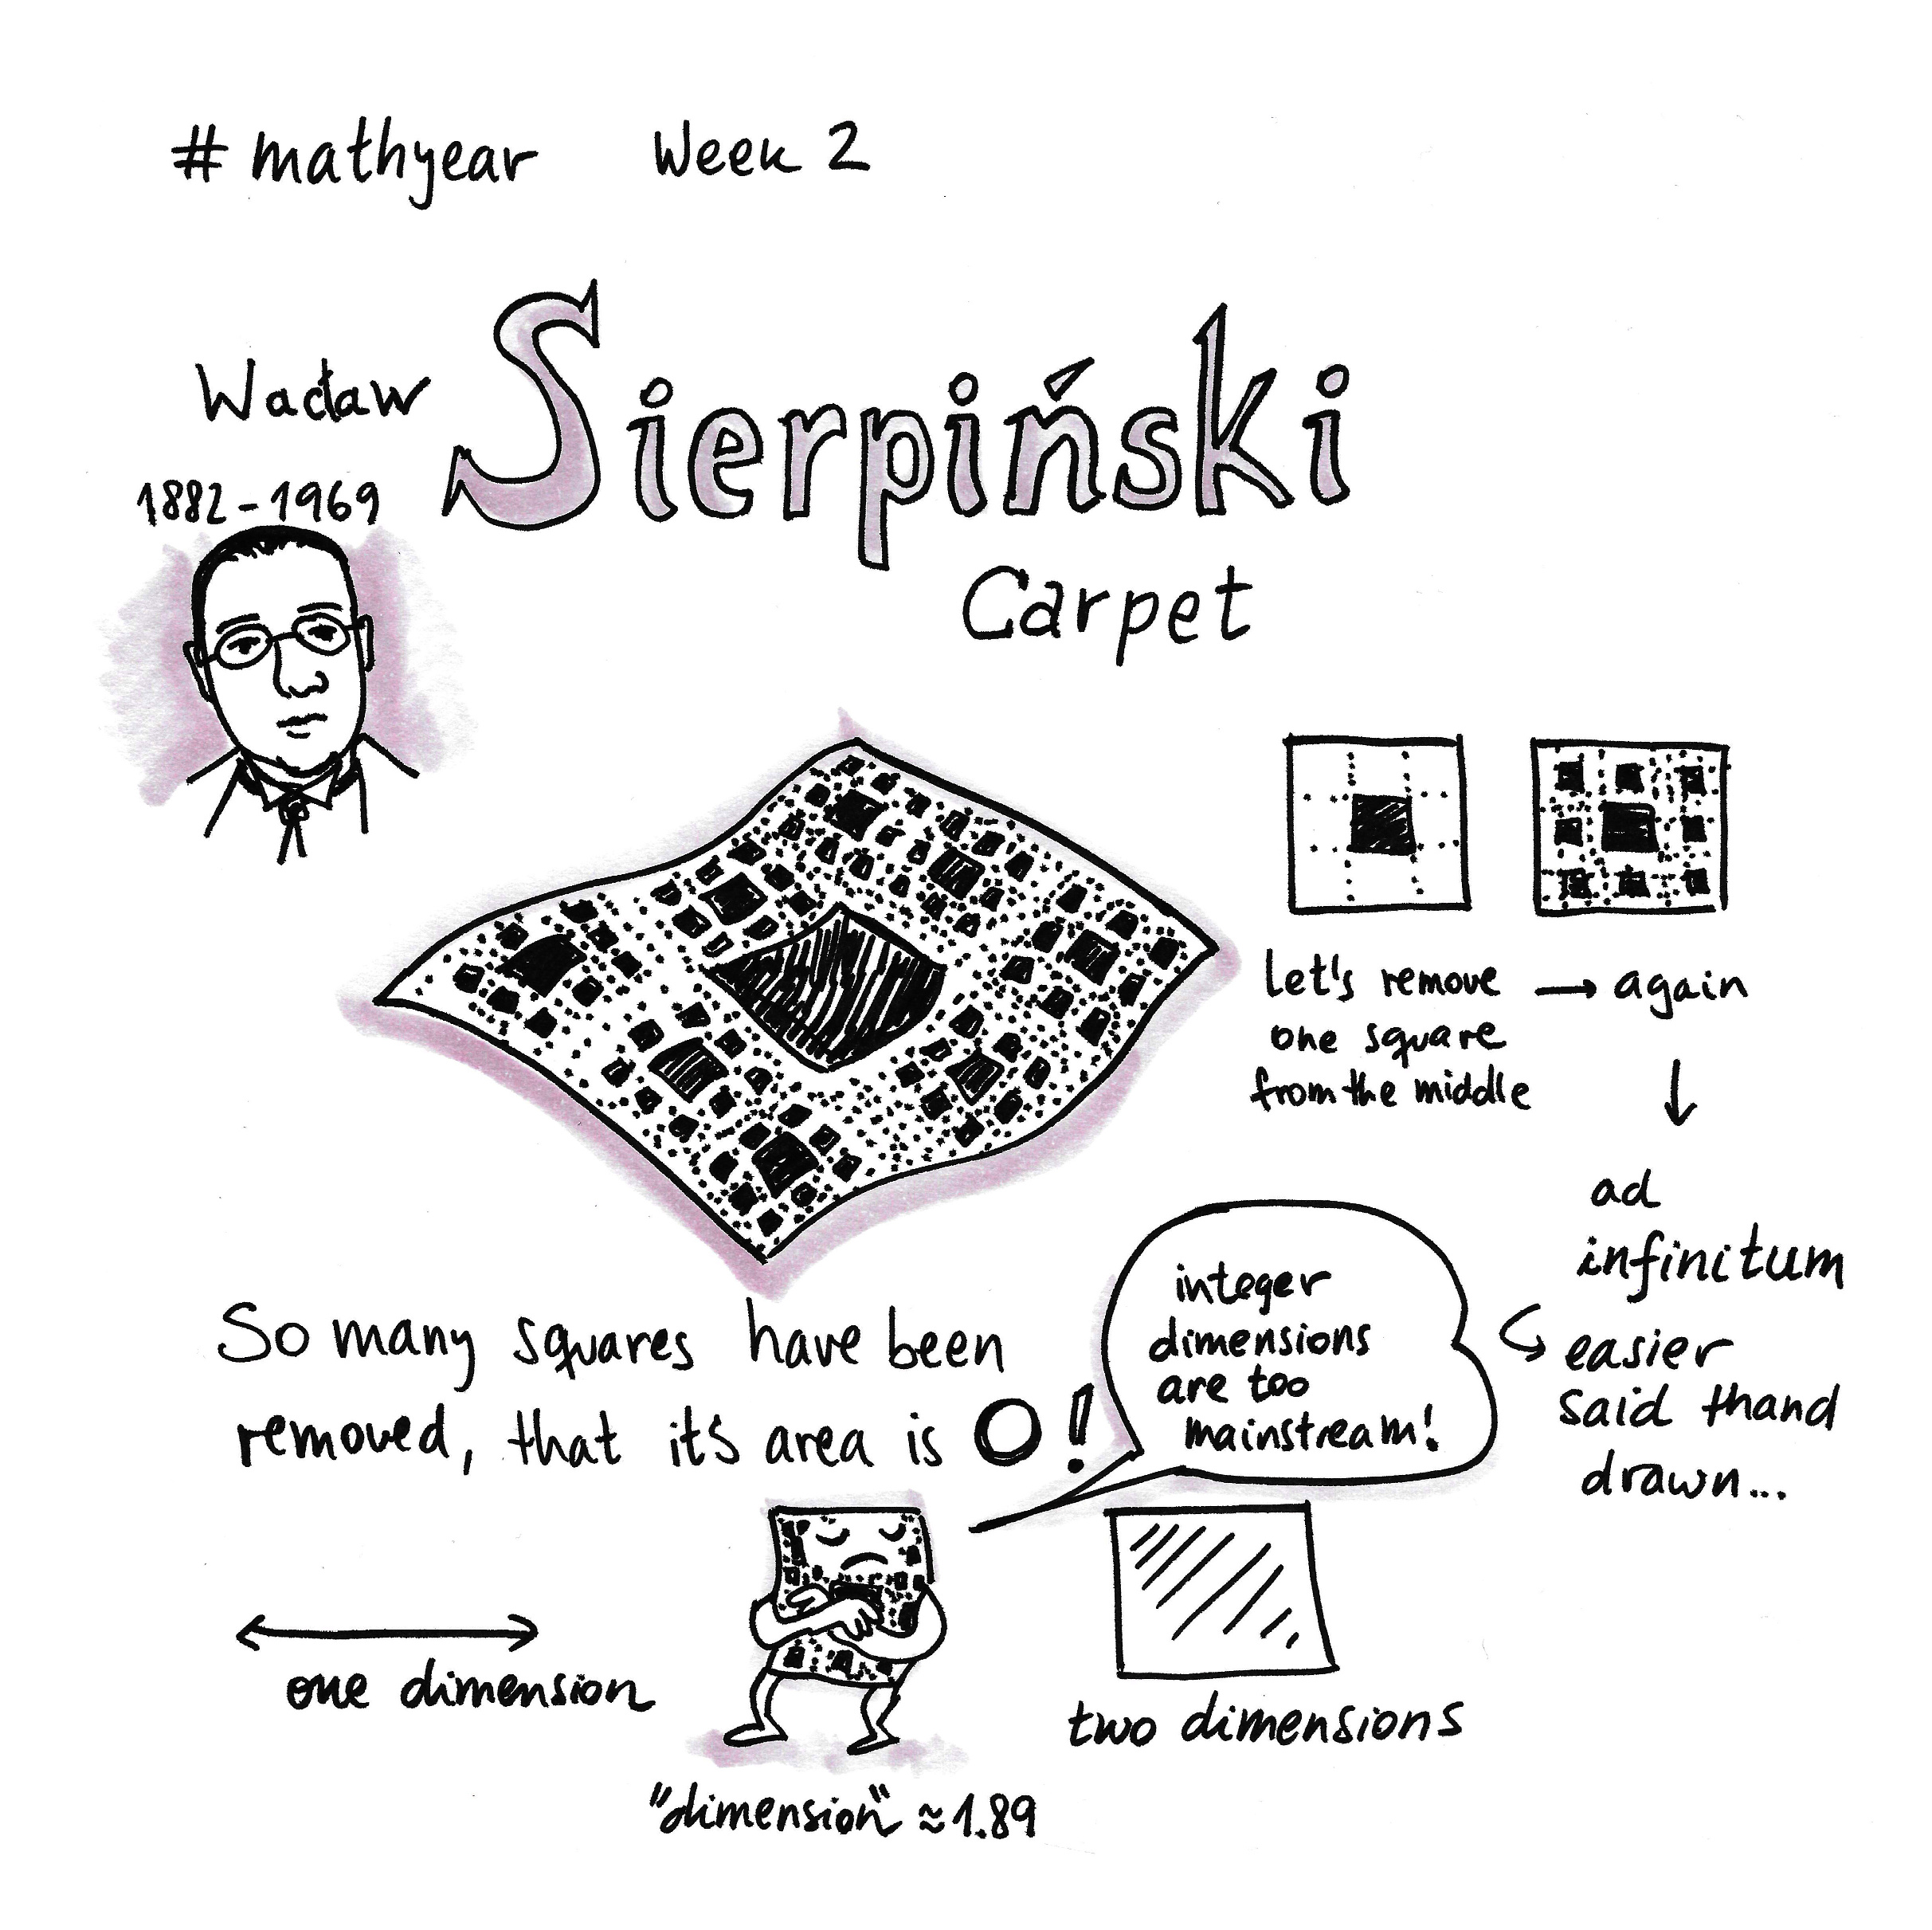 # mathyear Week 2
Wacław
Sierpiński
1882-1969
Carpet
let's remove
one square
from the middle
→ again
↓
ad
infinitum
easier
said thand
drawn...
So many squares have been
removed, that it's area is 0!
integer
dimensions
are too
mainstream!
one dimension
two dimensions
"dimension" ≈ 1.89